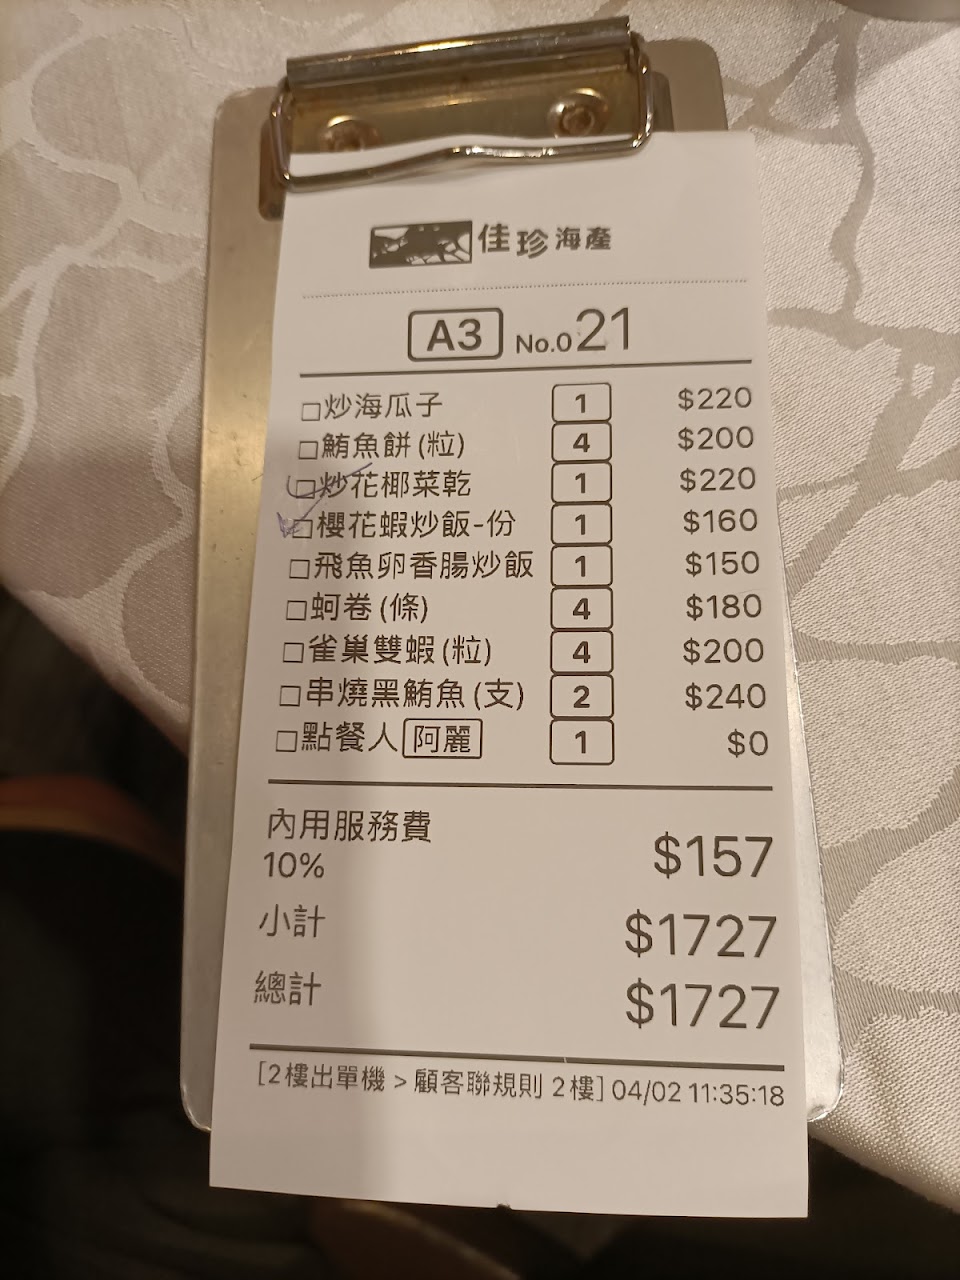 佳珍海產
A3 No.021
□炒海瓜子 1 $220
□鮪魚餅(粒) 4 $200
□炒花椰菜乾 1 $220
□櫻花蝦炒飯-份 1 $160
□飛魚卵香腸炒飯 1 $150
□蚵卷(條) 4 $180
□雀巢雙蝦(粒) 4 $200
□串燒黑鮪魚(支) 2 $240
□點餐人 阿麗 1 $0
內用服務費
10% $157
小計 $1727
總計 $1727
[2樓出單機 > 顧客聯規則 2樓] 04/02 11:35:18